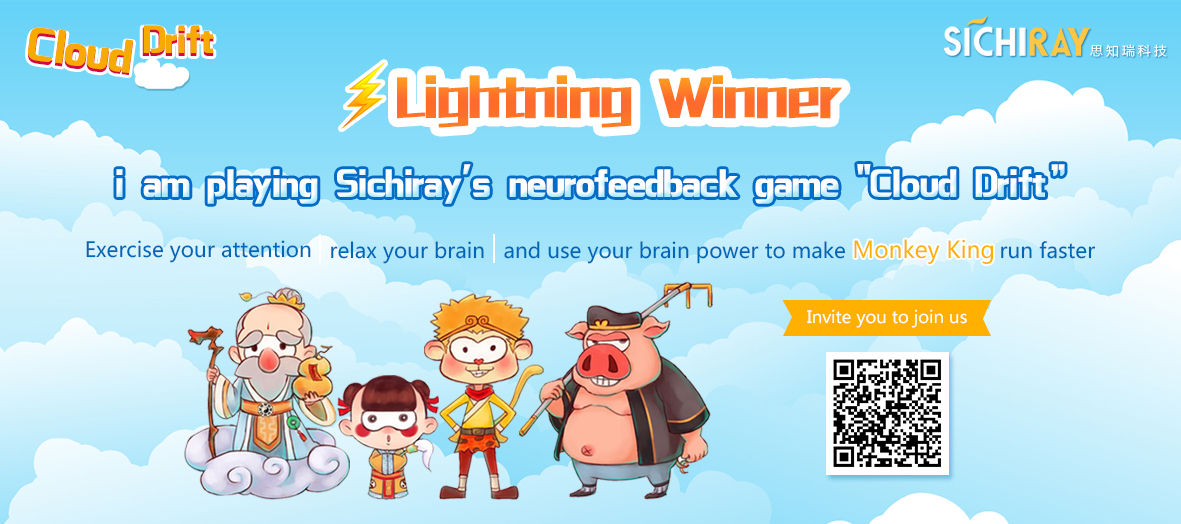 Cloud Drift
SICHIRAY思知瑞科技
Lightning Winner
i am playing Sichiray's neurofeedback game "Cloud Drift”
Exercise your attention relax your brain and use your brain power to make Monkey King run faster
Invite you to join us